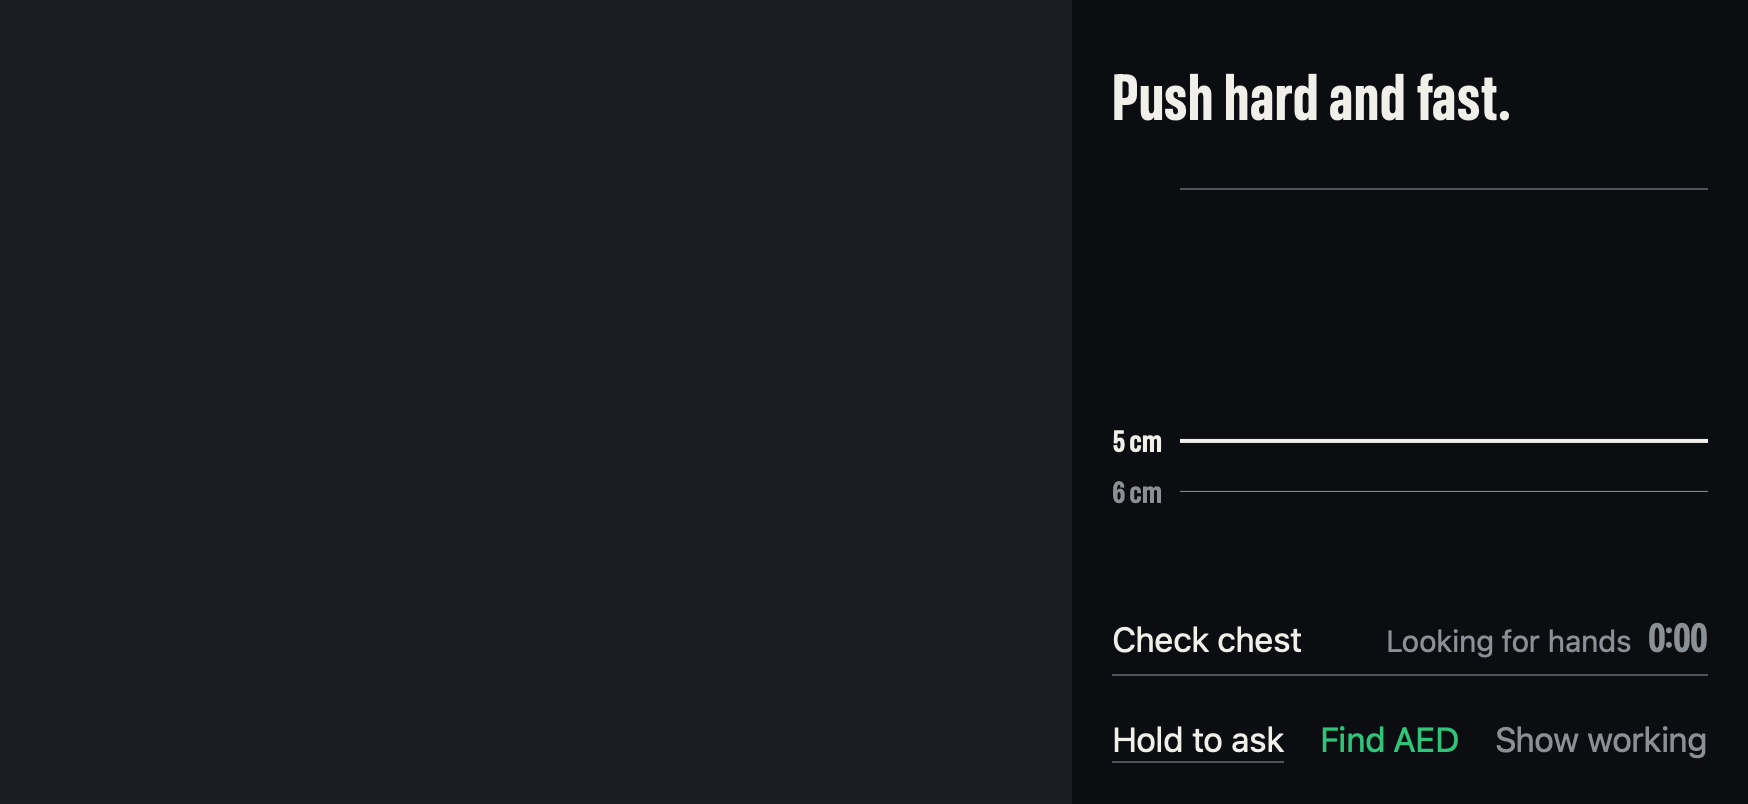 Push hard and fast.
5 cm
6 cm
Check chest Looking for hands 0:00
Hold to ask Find AED Show working